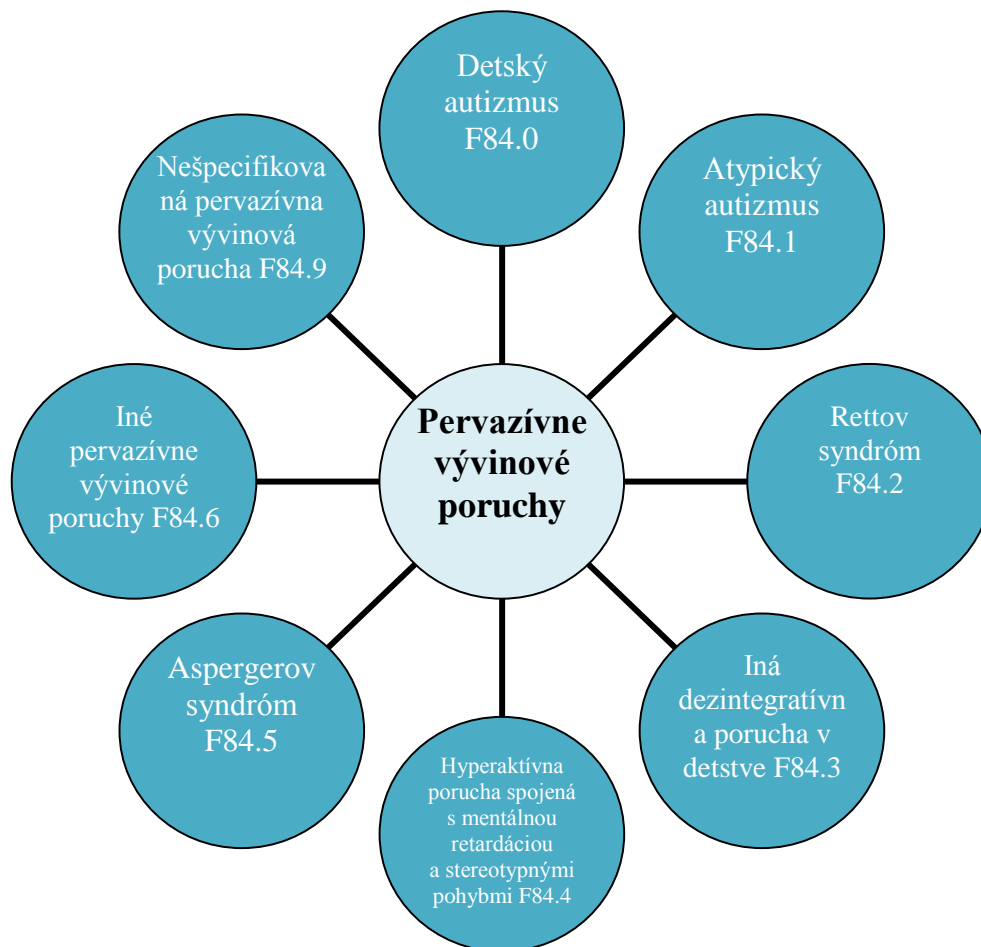 Detský
autizmus
F84.0
Atypický
autizmus
F84.1
Rettov
syndróm
F84.2
Iná
dezintegratívn
a porucha v
detstve F84.3
Hyperaktívna
porucha spojená
s mentálnou
retardáciou
a stereotypnými
pohybmi F84.4
Aspergerov
syndróm
F84.5
Iné
pervazívne
vývinové
poruchy F84.6
Nešpecifikova
ná pervazívna
vývinová
porucha F84.9
Pervazívne
vývinové
poruchy